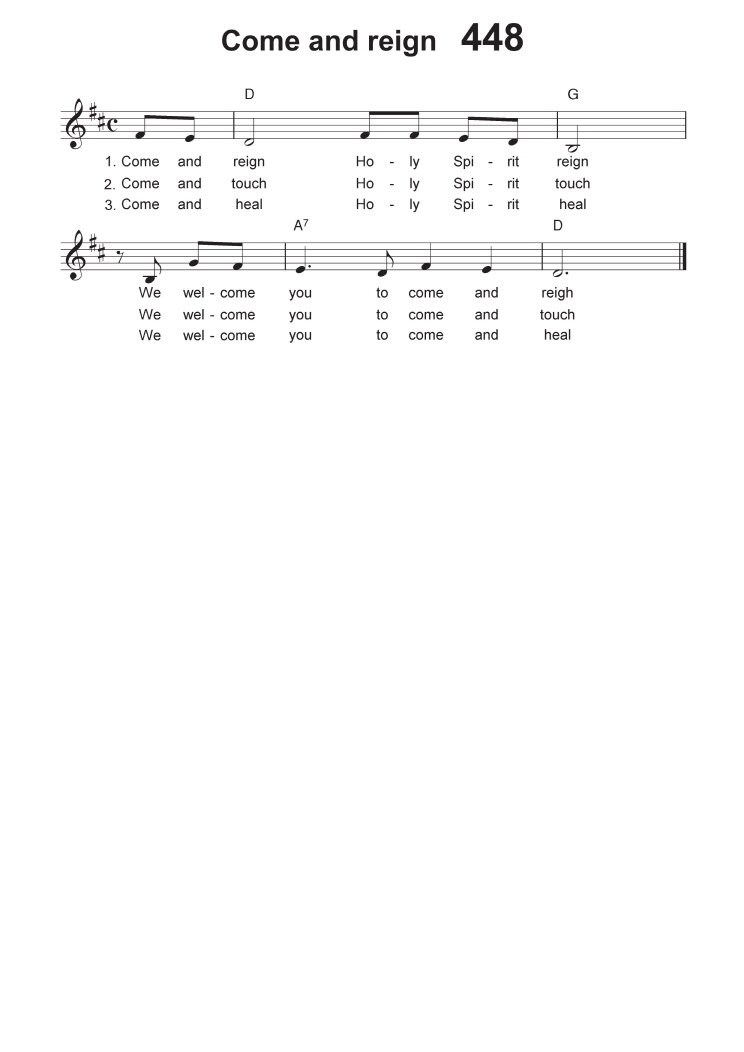 Come and reign 448
D G
1. Come and reign Ho - ly Spi - rit reign
2. Come and touch Ho - ly Spi - rit touch
3. Come and heal Ho - ly Spi - rit heal
A7 D
We wel - come you to come and reigh
We wel - come you to come and touch
We wel - come you to come and heal